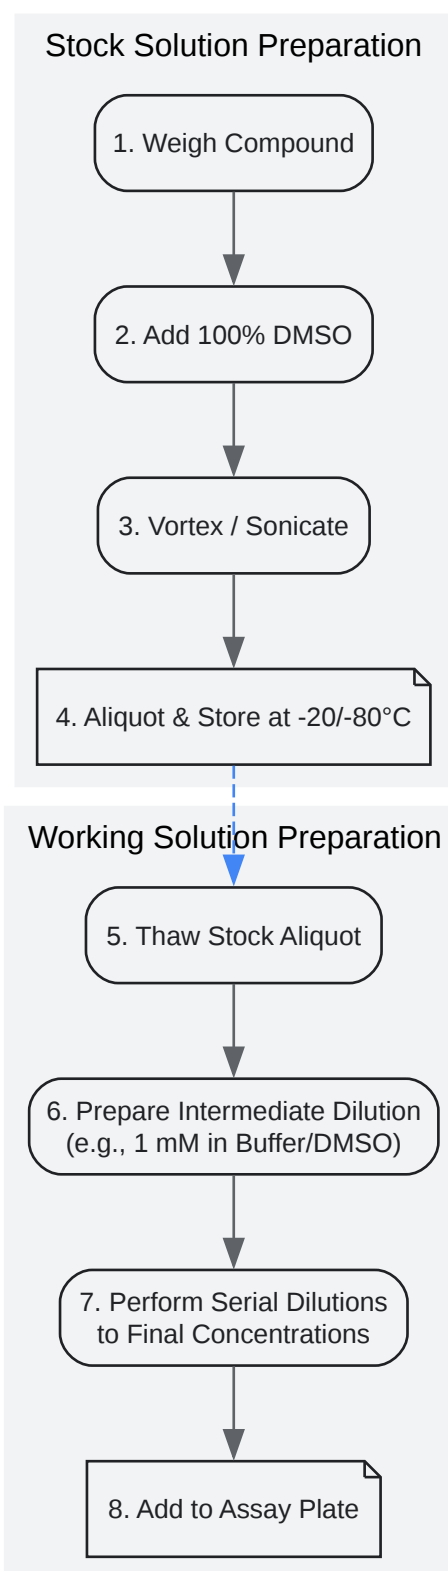 Stock Solution Preparation
1. Weigh Compound
2. Add 100% DMSO
3. Vortex / Sonicate
4. Aliquot & Store at -20/-80°C
Working Solution Preparation
5. Thaw Stock Aliquot
6. Prepare Intermediate Dilution
(e.g., 1 mM in Buffer/DMSO)
7. Perform Serial Dilutions
to Final Concentrations
8. Add to Assay Plate